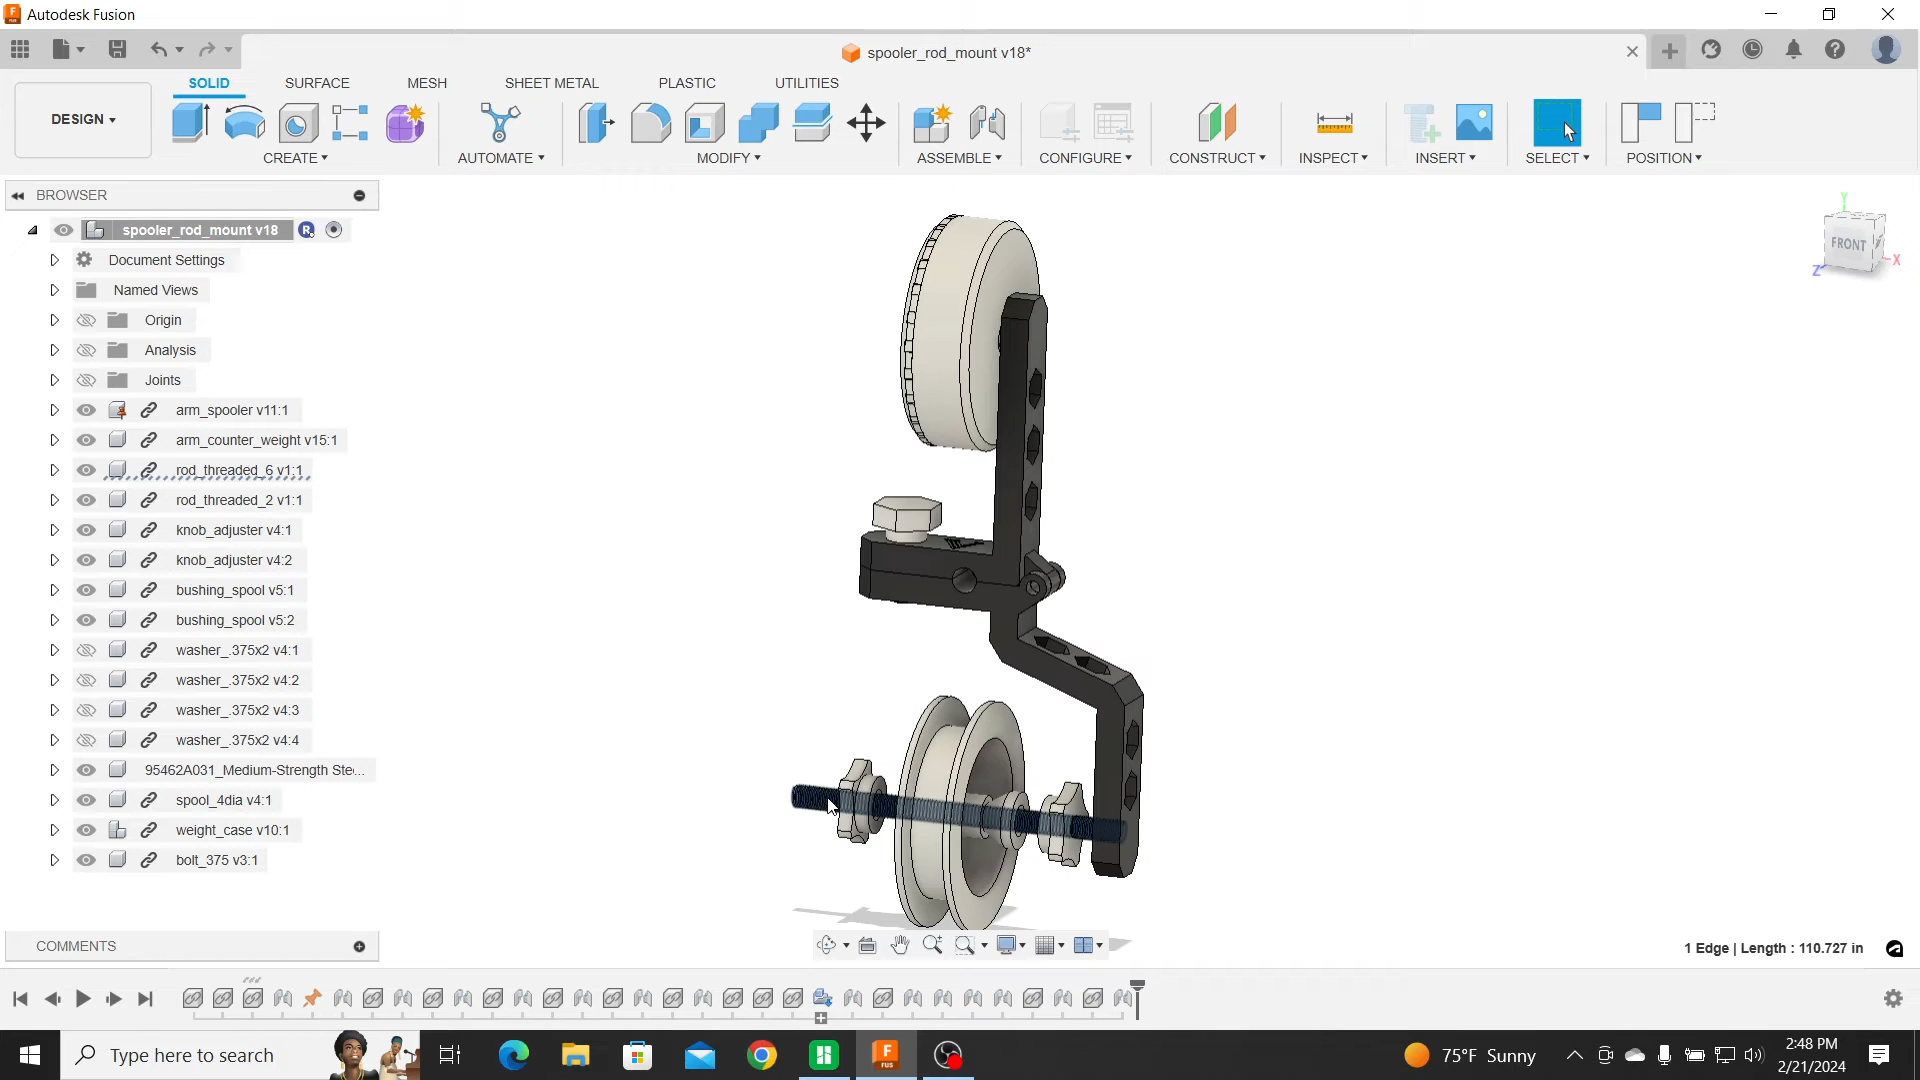 Autodesk Fusion
spooler_rod_mount v18*
DESIGN
SOLID
SURFACE
MESH
SHEET METAL
PLASTIC
UTILITIES
CREATE
AUTOMATE
MODIFY
ASSEMBLE
CONFIGURE
CONSTRUCT
INSPECT
INSERT
SELECT
POSITION
BROWSER
spooler_rod_mount v18
R
Document Settings
Named Views
Origin
Analysis
Joints
arm_spooler v11:1
arm_counter_weight v15:1
rod_threaded_6 v1:1
rod_threaded_2 v1:1
knob_adjuster v4:1
knob_adjuster v4:2
bushing_spool v5:1
bushing_spool v5:2
washer_.375x2 v4:1
washer_.375x2 v4:2
washer_.375x2 v4:3
washer_.375x2 v4:4
95462A031_Medium-Strength Ste...
spool_4dia v4:1
weight_case v10:1
bolt_375 v3:1
Y
FRONT
X
Z
COMMENTS
1 Edge | Length : 110.727 in
Type here to search
F
FUS
75°F Sunny
2:48 PM
2/21/2024